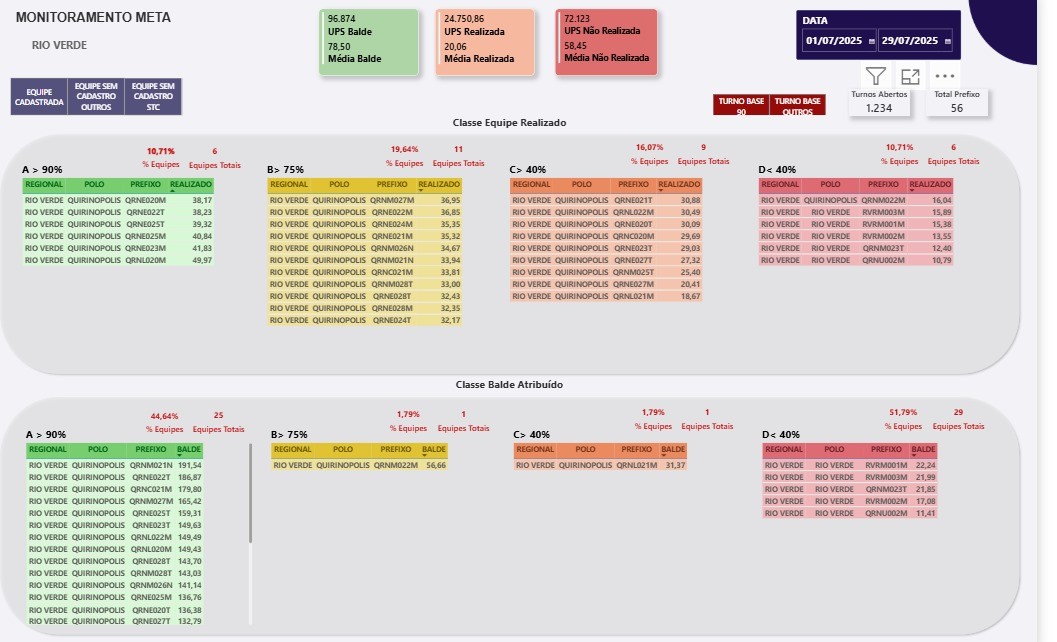 MONITORAMENTO META
RIO VERDE
96.874
UPS Balde
78,50
Média Balde
24.750,86
UPS Realizada
20,06
Média Realizada
72.123
UPS Não Realizada
58,45
Média Não Realizada
DATA
01/07/2025 29/07/2025
EQUIPE CADASTRADA
EQUIPE SEM CADASTRO OUTROS
EQUIPE SEM CADASTRO STC
TURNO BASE 90
TURNO BASE OUTROS
Turnos Abertos
1.234
Total Prefixo
56
Classe Equipe Realizado
10,71% 6
% Equipes Equipes Totais
A > 90%
REGIONAL POLO PREFIXO REALIZADO
RIO VERDE QUIRINOPOLIS QRNE020M 38,17
RIO VERDE QUIRINOPOLIS QRNE022T 38,23
RIO VERDE QUIRINOPOLIS QRNE025T 39,32
RIO VERDE QUIRINOPOLIS QRNE025M 40,84
RIO VERDE QUIRINOPOLIS QRNE023M 41,83
RIO VERDE QUIRINOPOLIS QRNL020M 49,97
19,64% 11
% Equipes Equipes Totais
B> 75%
REGIONAL POLO PREFIXO REALIZADO
RIO VERDE QUIRINOPOLIS QRNM027M 36,95
RIO VERDE QUIRINOPOLIS QRNE022M 36,85
RIO VERDE QUIRINOPOLIS QRNE024M 35,35
RIO VERDE QUIRINOPOLIS QRNE021M 35,32
RIO VERDE QUIRINOPOLIS QRNM026N 34,67
RIO VERDE QUIRINOPOLIS QRNM021N 33,94
RIO VERDE QUIRINOPOLIS QRNC021M 33,81
RIO VERDE QUIRINOPOLIS QRNM028T 33,00
RIO VERDE QUIRINOPOLIS QRNE028T 32,43
RIO VERDE QUIRINOPOLIS QRNE028M 32,35
RIO VERDE QUIRINOPOLIS QRNE024T 32,17
16,07% 9
% Equipes Equipes Totais
C> 40%
REGIONAL POLO PREFIXO REALIZADO
RIO VERDE QUIRINOPOLIS QRNE021T 30,88
RIO VERDE QUIRINOPOLIS QRNL022M 30,49
RIO VERDE QUIRINOPOLIS QRNE020T 30,09
RIO VERDE QUIRINOPOLIS QRNC020M 29,69
RIO VERDE QUIRINOPOLIS QRNE023T 29,03
RIO VERDE QUIRINOPOLIS QRNE027T 27,32
RIO VERDE QUIRINOPOLIS QRNM025T 25,40
RIO VERDE QUIRINOPOLIS QRNE027M 20,41
RIO VERDE QUIRINOPOLIS QRNL021M 18,67
10,71% 6
% Equipes Equipes Totais
D< 40%
REGIONAL POLO PREFIXO REALIZADO
RIO VERDE QUIRINOPOLIS QRNM022M 16,04
RIO VERDE RIO VERDE RVRM003M 15,89
RIO VERDE RIO VERDE RVRM001M 15,38
RIO VERDE RIO VERDE RVRM002M 13,55
RIO VERDE RIO VERDE QRNM023T 12,40
RIO VERDE RIO VERDE QRNU002M 10,79
Classe Balde Atribuído
44,64% 25
% Equipes Equipes Totais
A > 90%
REGIONAL POLO PREFIXO BALDE
RIO VERDE QUIRINOPOLIS QRNM021N 191,54
RIO VERDE QUIRINOPOLIS QRNE022T 186,87
RIO VERDE QUIRINOPOLIS QRNC021M 179,80
RIO VERDE QUIRINOPOLIS QRNM027M 165,42
RIO VERDE QUIRINOPOLIS QRNE025T 159,31
RIO VERDE QUIRINOPOLIS QRNE023T 149,63
RIO VERDE QUIRINOPOLIS QRNL022M 149,49
RIO VERDE QUIRINOPOLIS QRNL020M 149,43
RIO VERDE QUIRINOPOLIS QRNE028T 143,70
RIO VERDE QUIRINOPOLIS QRNM028T 143,03
RIO VERDE QUIRINOPOLIS QRNM026N 141,14
RIO VERDE QUIRINOPOLIS QRNE025M 136,76
RIO VERDE QUIRINOPOLIS QRNE020T 136,38
RIO VERDE QUIRINOPOLIS QRNE027T 132,79
1,79% 1
% Equipes Equipes Totais
B> 75%
REGIONAL POLO PREFIXO BALDE
RIO VERDE QUIRINOPOLIS QRNM022M 56,66
1,79% 1
% Equipes Equipes Totais
C> 40%
REGIONAL POLO PREFIXO BALDE
RIO VERDE QUIRINOPOLIS QRNL021M 31,37
51,79% 29
% Equipes Equipes Totais
D< 40%
REGIONAL POLO PREFIXO BALDE
RIO VERDE RIO VERDE RVRM001M 22,24
RIO VERDE RIO VERDE RVRM003M 21,99
RIO VERDE RIO VERDE QRNM023T 21,85
RIO VERDE RIO VERDE RVRM002M 17,08
RIO VERDE RIO VERDE QRNU002M 11,41